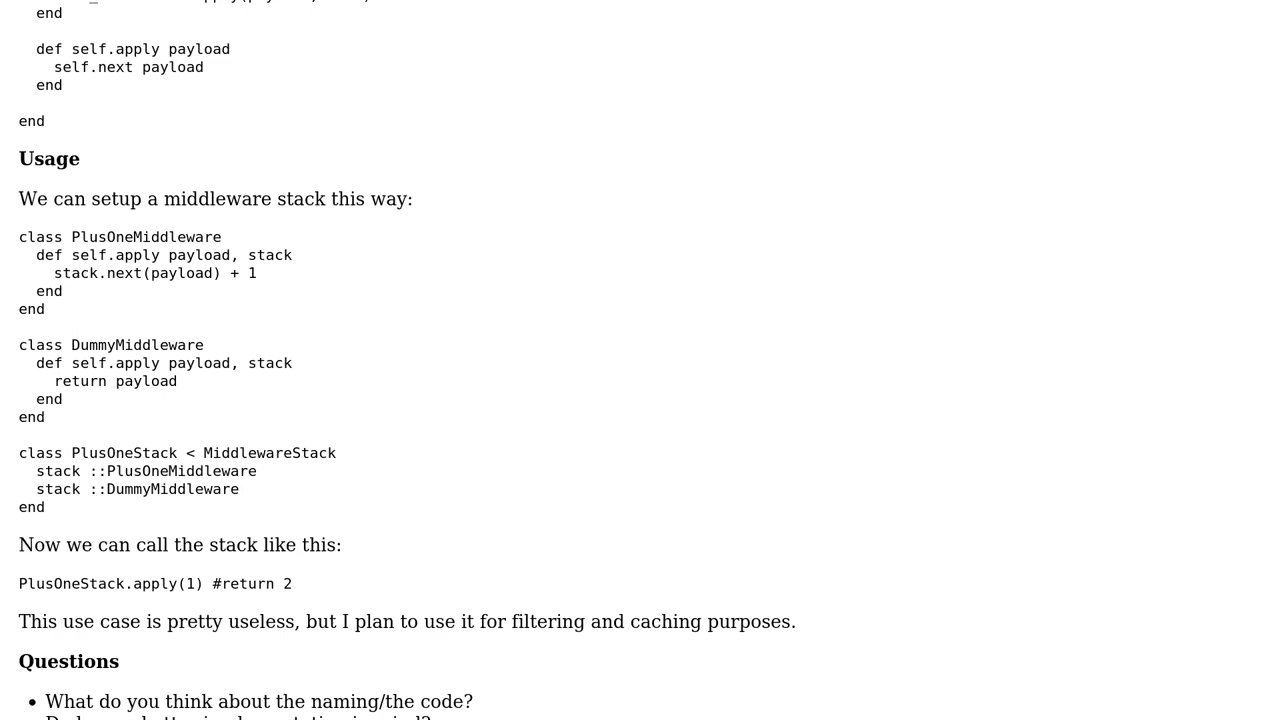 end
def self.apply payload
self.next payload
end
end
Usage
We can setup a middleware stack this way:
class PlusOneMiddleware
def self.apply payload, stack
stack.next(payload) + 1
end
end
class DummyMiddleware
def self.apply payload, stack
return payload
end
end
class PlusOneStack < MiddlewareStack
stack ::PlusOneMiddleware
stack ::DummyMiddleware
end
Now we can call the stack like this:
PlusOneStack.apply(1) #return 2
This use case is pretty useless, but I plan to use it for filtering and caching purposes.
Questions
• What do you think about the naming/the code?